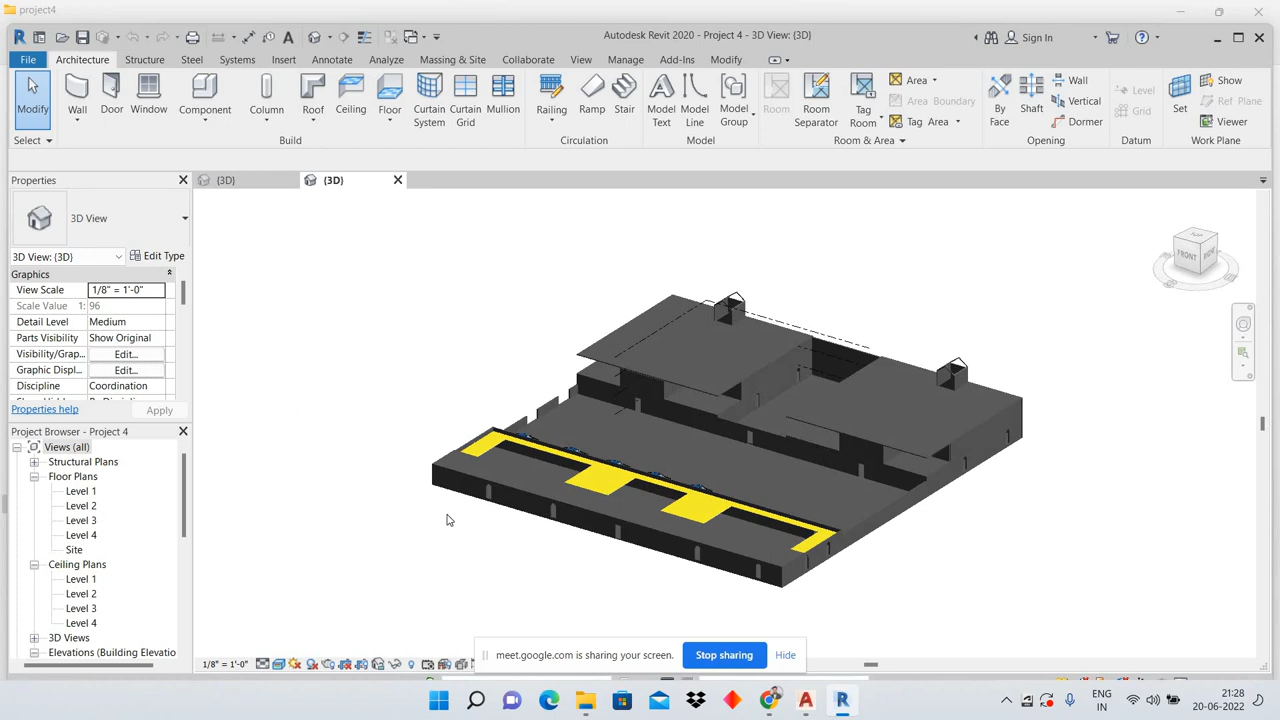 project4
Autodesk Revit 2020 - Project 4 - 3D View: {3D}
Sign In
File Architecture Structure Steel Systems Insert Annotate Analyze Massing & Site Collaborate View Manage Add-Ins Modify
Modify
Wall
Door
Window
Component
Column
Roof
Ceiling
Floor
Curtain System
Curtain Grid
Mullion
Railing
Ramp
Stair
Model Text
Model Line
Model Group
Room
Room Separator
Tag Room
Area
Area Boundary
Tag Area
By Face
Shaft
Wall
Vertical
Dormer
Level
Grid
Set
Show
Ref Plane
Viewer
Select
Build
Circulation
Model
Room & Area
Opening
Datum
Work Plane
Properties
{3D}
{3D}
3D View
3D View: {3D}
Edit Type
Graphics
View Scale 1/8" = 1'-0"
Scale Value 1: 96
Detail Level Medium
Parts Visibility Show Original
Visibility/Grap... Edit...
Graphic Displ... Edit...
Discipline Coordination
Properties help
Apply
Project Browser - Project 4
Views (all)
Structural Plans
Floor Plans
Level 1
Level 2
Level 3
Level 4
Site
Ceiling Plans
Level 1
Level 2
Level 3
Level 4
3D Views
Elevations (Building Elevatio
TOP
FRONT
1/8" = 1'-0"
meet.google.com is sharing your screen.
Stop sharing
Hide
ENG
IN
21:28
20-06-2022